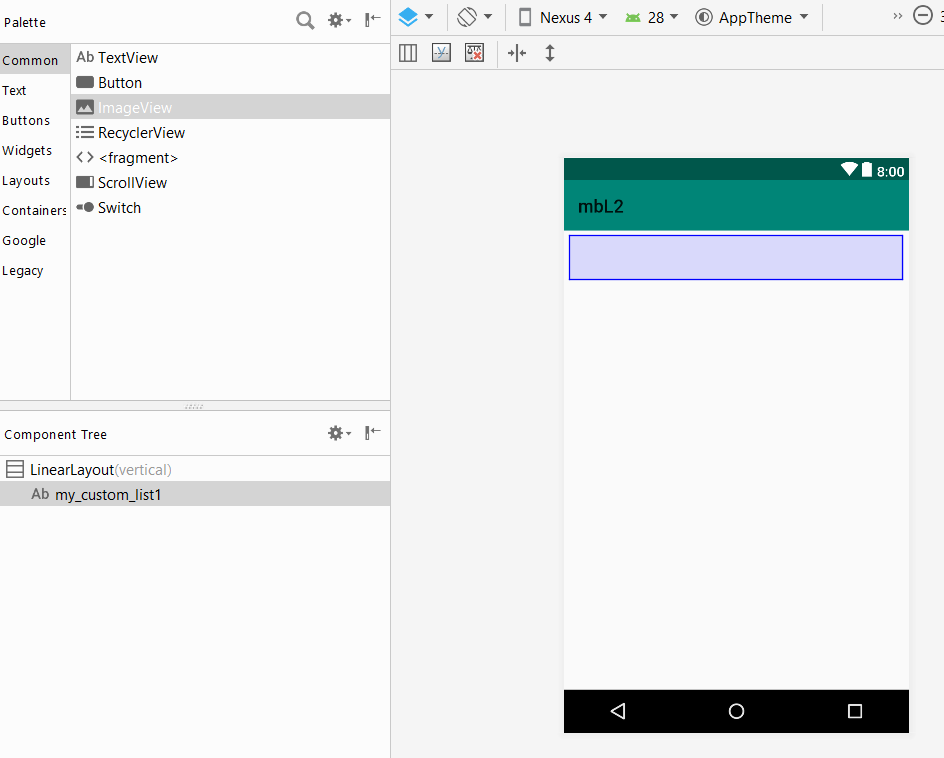 Palette
Nexus 4
28
AppTheme
Common
Text
Buttons
Widgets
Layouts
Containers
Google
Legacy
Ab TextView
Button
ImageView
RecyclerView
<> <fragment>
ScrollView
Switch
8:00
mbL2
Component Tree
LinearLayout(vertical)
Ab my_custom_list1